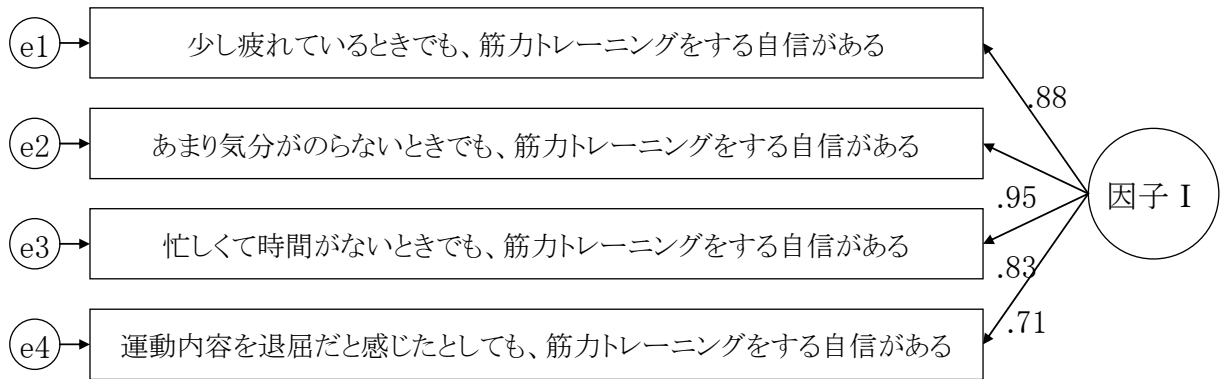 e1
少し疲れているときでも、筋力トレーニングをする自信がある
.88
e2
あまり気分がのらないときでも、筋力トレーニングをする自信がある
.95
因子Ⅰ
e3
忙しくて時間がないときでも、筋力トレーニングをする自信がある
.83
e4
運動内容を退屈だと感じたとしても、筋力トレーニングをする自信がある
.71